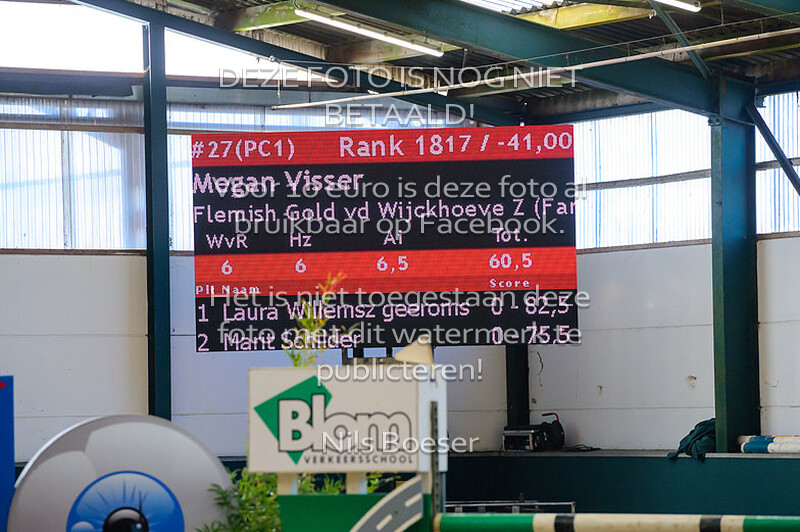 DEZE FOTO IS NOG NIET
BETAALD!
#27(PC1) Rank 1817 / -41,00
Megan Visser
Voor 10 euro is deze foto al
Flemish Gold vd Wijckhoeve Z (Far
bruikbaar op Facebook.
WvR Hz Al Tot.
6 6 6,5 60,5
Plt Naam Score
Het is niet toegestaan deze
1 Laura Willemsz geeroms 0 - 82,5
foto met dit watermerk te
2 Marit Schilder 0 - 75,5
publiceren!
Blom
VERKEERSSCHOOL
Nils Boeser